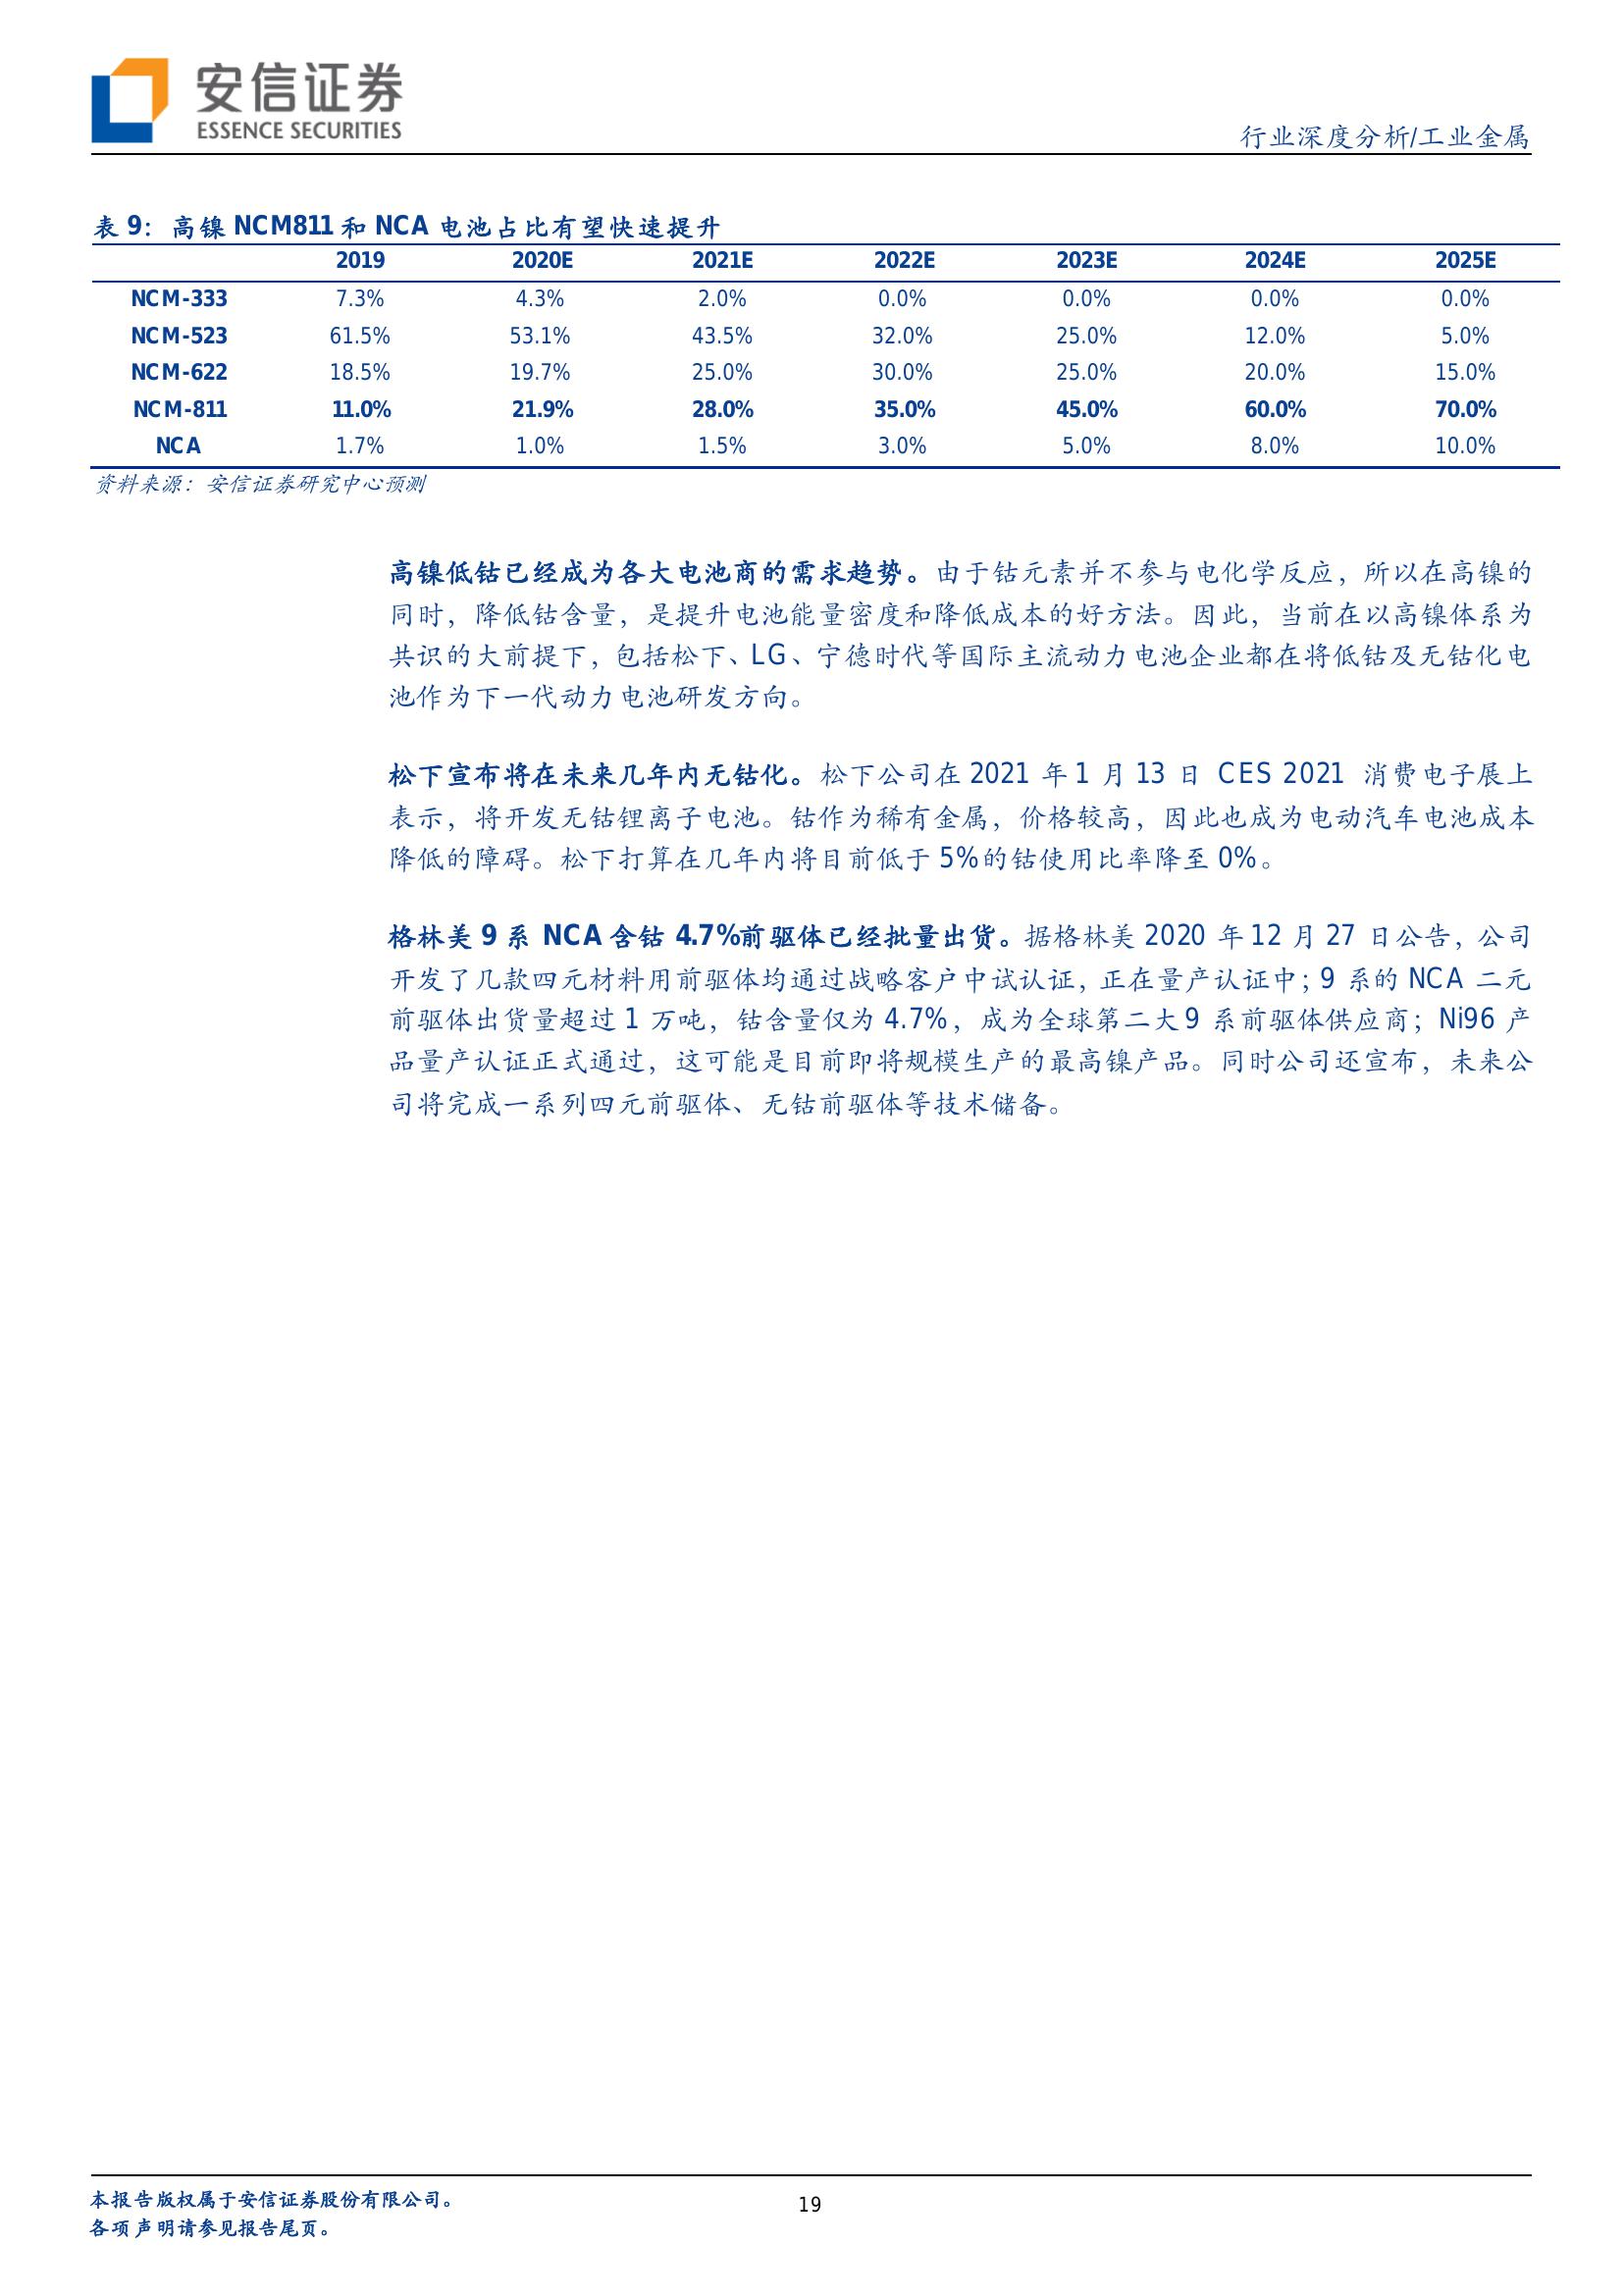 安信证券
ESSENCE SECURITIES
行业深度分析/工业金属
表 9：高镍 NCM811 和 NCA 电池占比有望快速提升
2019 2020E 2021E 2022E 2023E 2024E 2025E
NCM-333 7.3% 4.3% 2.0% 0.0% 0.0% 0.0% 0.0%
NCM-523 61.5% 53.1% 43.5% 32.0% 25.0% 12.0% 5.0%
NCM-622 18.5% 19.7% 25.0% 30.0% 25.0% 20.0% 15.0%
NCM-811 11.0% 21.9% 28.0% 35.0% 45.0% 60.0% 70.0%
NCA 1.7% 1.0% 1.5% 3.0% 5.0% 8.0% 10.0%
资料来源：安信证券研究中心预测
高镍低钴已经成为各大电池商的需求趋势。由于钴元素并不参与电化学反应，所以在高镍的
同时，降低钴含量，是提升电池能量密度和降低成本的好方法。因此，当前在以高镍体系为
共识的大前提下，包括松下、LG、宁德时代等国际主流动力电池企业都在将低钴及无钴化电
池作为下一代动力电池研发方向。
松下宣布将在未来几年内无钴化。松下公司在 2021 年 1 月 13 日 CES 2021 消费电子展上
表示，将开发无钴锂离子电池。钴作为稀有金属，价格较高，因此也成为电动汽车电池成本
降低的障碍。松下打算在几年内将目前低于 5%的钴使用比率降至 0%。
格林美 9 系 NCA 含钴 4.7%前驱体已经批量出货。据格林美 2020 年 12 月 27 日公告，公司
开发了几款四元材料用前驱体均通过战略客户中试认证，正在量产认证中；9 系的 NCA 二元
前驱体出货量超过 1 万吨，钴含量仅为 4.7%，成为全球第二大 9 系前驱体供应商；Ni96 产
品量产认证正式通过，这可能是目前即将规模生产的最高镍产品。同时公司还宣布，未来公
司将完成一系列四元前驱体、无钴前驱体等技术储备。
本报告版权属于安信证券股份有限公司。
19
各项声明请参见报告尾页。